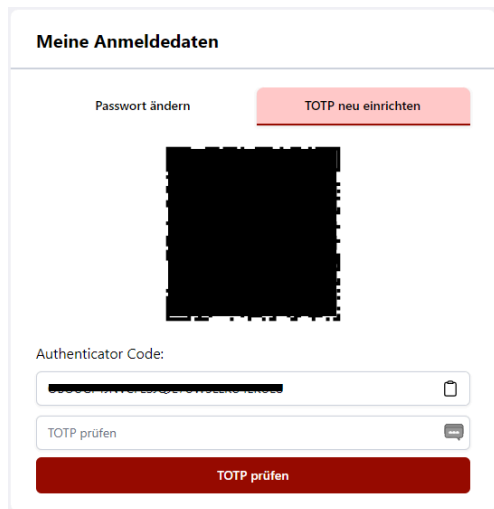 Meine Anmeldedaten
Passwort ändern
TOTP neu einrichten
Authenticator Code:
TOTP prüfen
TOTP prüfen